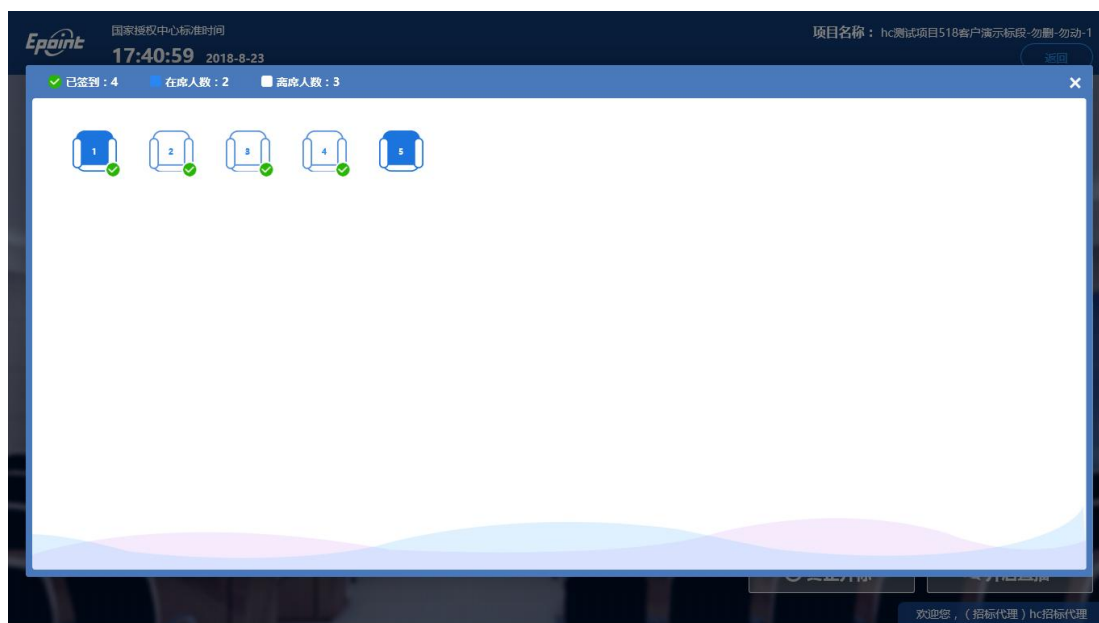 Epoint
国家授权中心标准时间
17:40:59 2018-8-23
项目名称：hc测试项目518客户演示标段-勿删-勿动-1
返回
已签到：4 在席人数：2 离席人数：3
1 2 3 4 5
欢迎您，（招标代理）hc招标代理